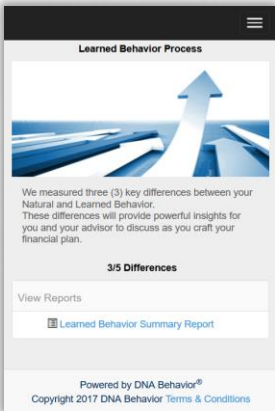 Learned Behavior Process
We measured three (3) key differences between your
Natural and Learned Behavior.
These differences will provide powerful insights for
you and your advisor to discuss as you craft your
financial plan.
3/5 Differences
View Reports
Learned Behavior Summary Report
Powered by DNA Behavior®
Copyright 2017 DNA Behavior Terms & Conditions